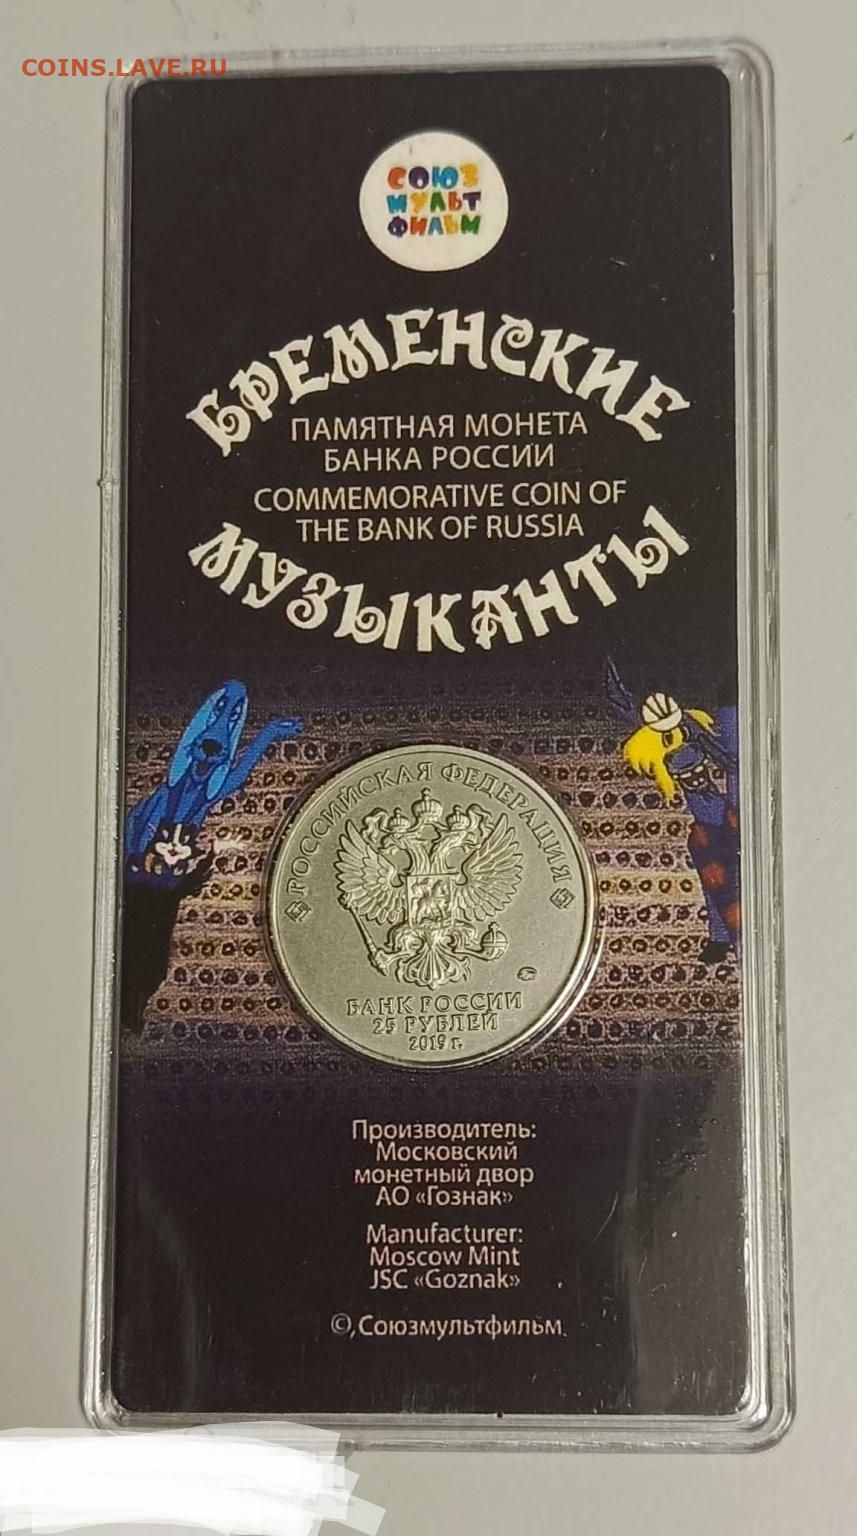 COINS.LAVE.RU
СОЮЗ
МУЛЬТ
ФИЛЬМ
БРЕМЕНСКИЕ
ПАМЯТНАЯ МОНЕТА
БАНКА РОССИИ
COMMEMORATIVE COIN OF
THE BANK OF RUSSIA
МУЗЫКАНТЫ
РОССИЙСКАЯ ФЕДЕРАЦИЯ
БАНК РОССИИ
25 РУБЛЕЙ
2019 г.
Производитель:
Московский
монетный двор
АО «Гознак»
Manufacturer:
Moscow Mint
JSC «Goznak»
© Союзмультфильм